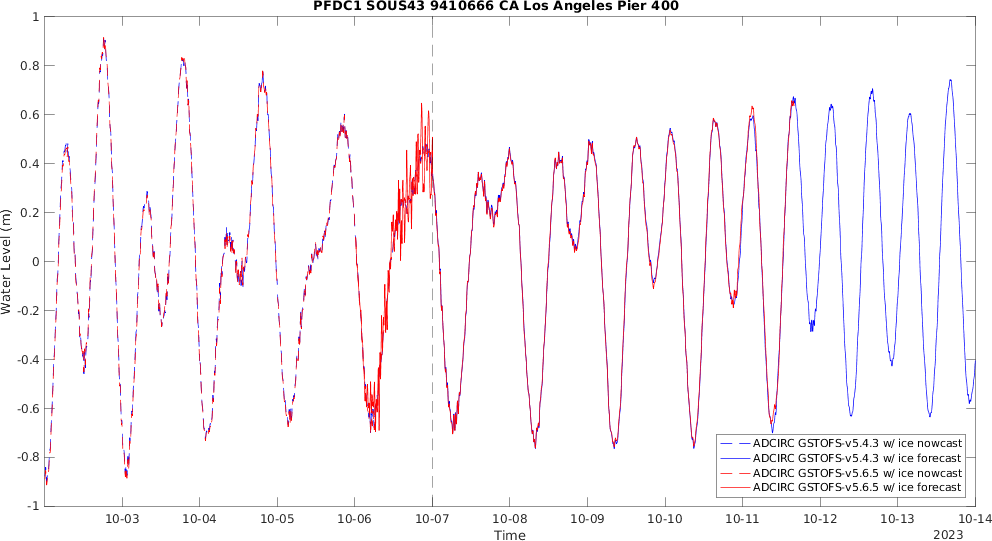 PFDC1 SOUS43 9410666 CA Los Angeles Pier 400
1
0.8
0.6
0.4
0.2
0
-0.2
-0.4
-0.6
-0.8
-1
Water Level (m)
10-03 10-04 10-05 10-06 10-07 10-08 10-09 10-10 10-11 10-12 10-13 10-14
Time
2023
ADCIRC GSTOFS-v5.4.3 w/ ice nowcast
ADCIRC GSTOFS-v5.4.3 w/ ice forecast
ADCIRC GSTOFS-v5.6.5 w/ ice nowcast
ADCIRC GSTOFS-v5.6.5 w/ ice forecast